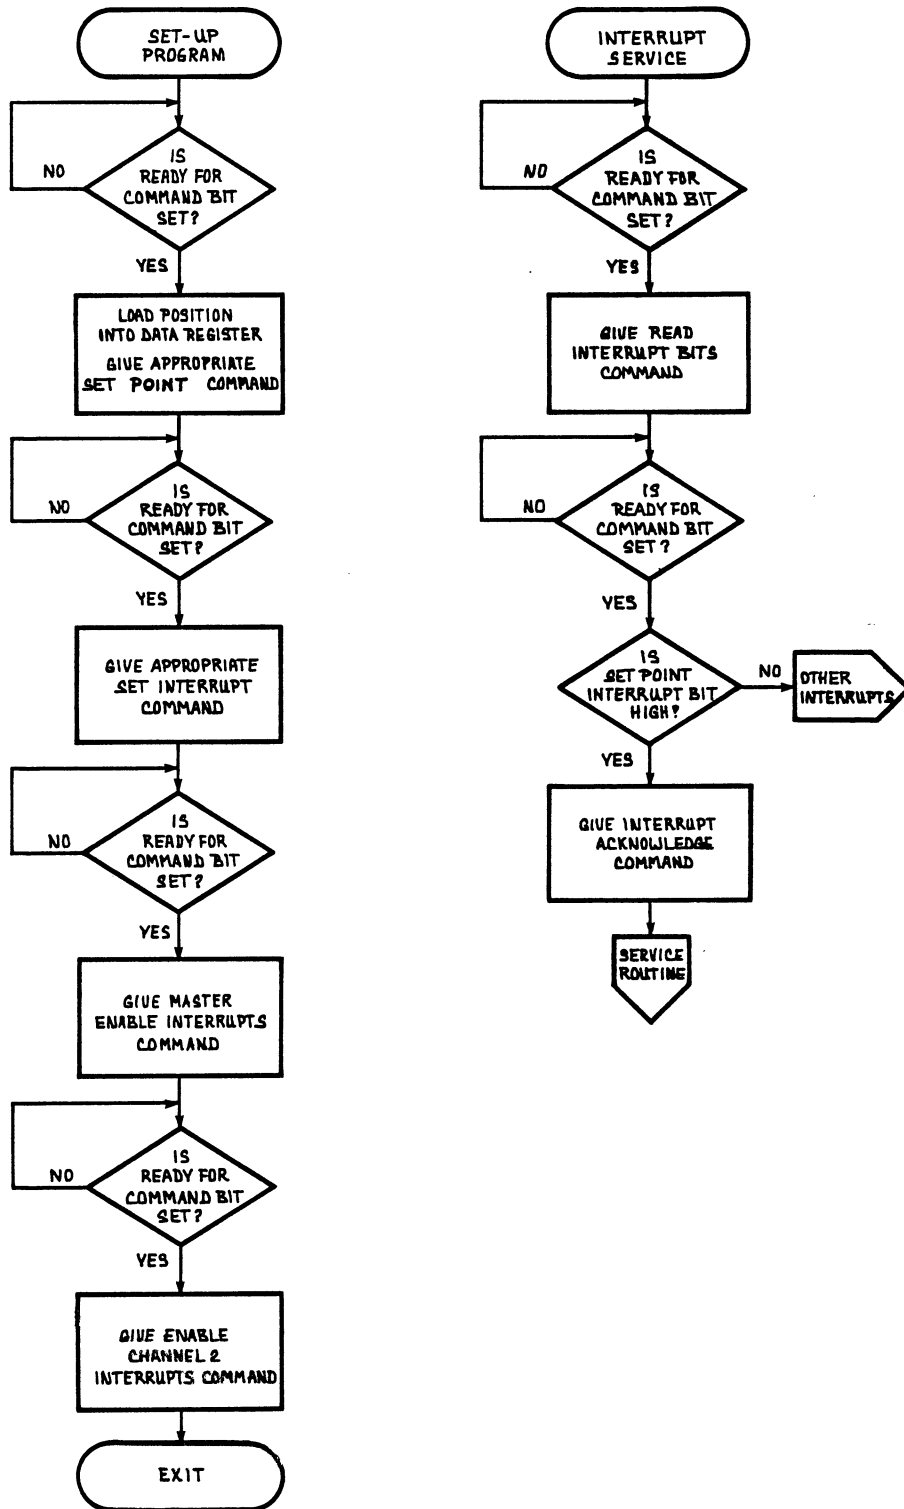 SET-UP
PROGRAM
IS
READY FOR
COMMAND BIT
SET?
NO
YES
LOAD POSITION
INTO DATA REGISTER
GIVE APPROPRIATE
SET POINT COMMAND
IS
READY FOR
COMMAND BIT
SET?
NO
YES
GIVE APPROPRIATE
SET INTERRUPT
COMMAND
IS
READY FOR
COMMAND BIT
SET?
NO
YES
GIVE MASTER
ENABLE INTERRUPTS
COMMAND
IS
READY FOR
COMMAND BIT
SET?
NO
YES
GIVE ENABLE
CHANNEL 2
INTERRUPTS COMMAND
EXIT
INTERRUPT
SERVICE
IS
READY FOR
COMMAND BIT
SET?
NO
YES
GIVE READ
INTERRUPT BITS
COMMAND
IS
READY FOR
COMMAND BIT
SET?
NO
YES
IS
SET POINT
INTERRUPT BIT
HIGH?
NO
OTHER
INTERRUPTS
YES
GIVE INTERRUPT
ACKNOWLEDGE
COMMAND
SERVICE
ROUTINE